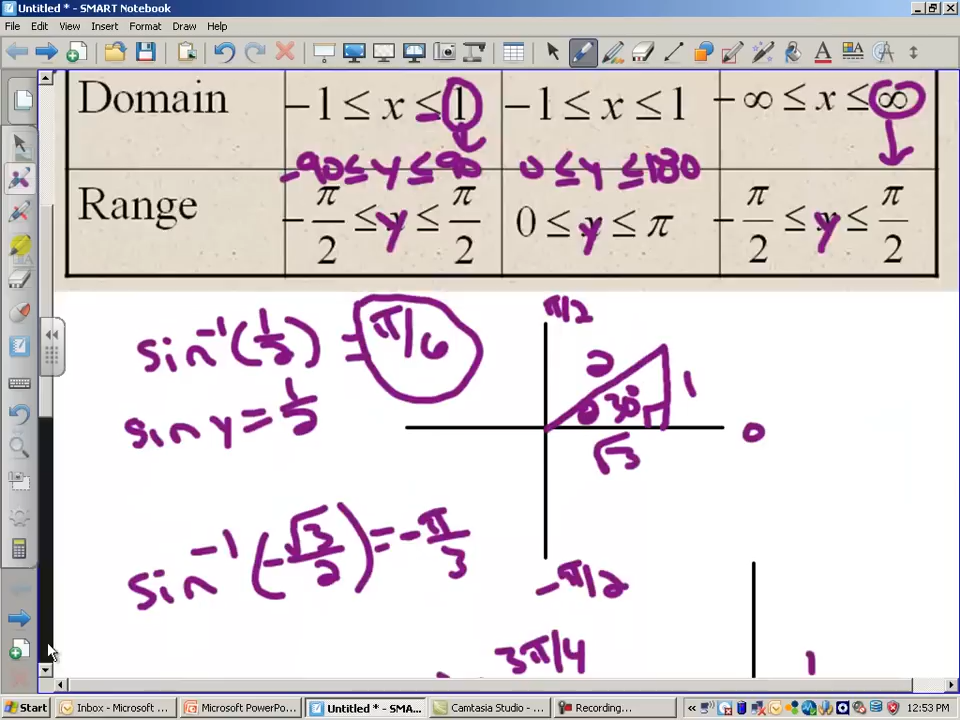 Untitled * - SMART Notebook
File Edit View Insert Format Draw Help
Domain −1 ≤ x ≤ 1 −1 ≤ x ≤ 1 −∞ ≤ x ≤ ∞
-90≤y≤90 0≤y≤180
Range −π/2 ≤ y ≤ π/2 0 ≤ y ≤ π −π/2 ≤ y ≤ π/2
sin⁻¹(1/2) = π/6
sin y = 1/2
π/2
2
1
θ 30°
√3
0
sin⁻¹(-√3/2) = -π/3
-π/2
3π/4
1
Start Inbox - Microsoft ... Microsoft PowerPoi... Untitled * - SMA... Camtasia Studio - ... Recording... 12:53 PM